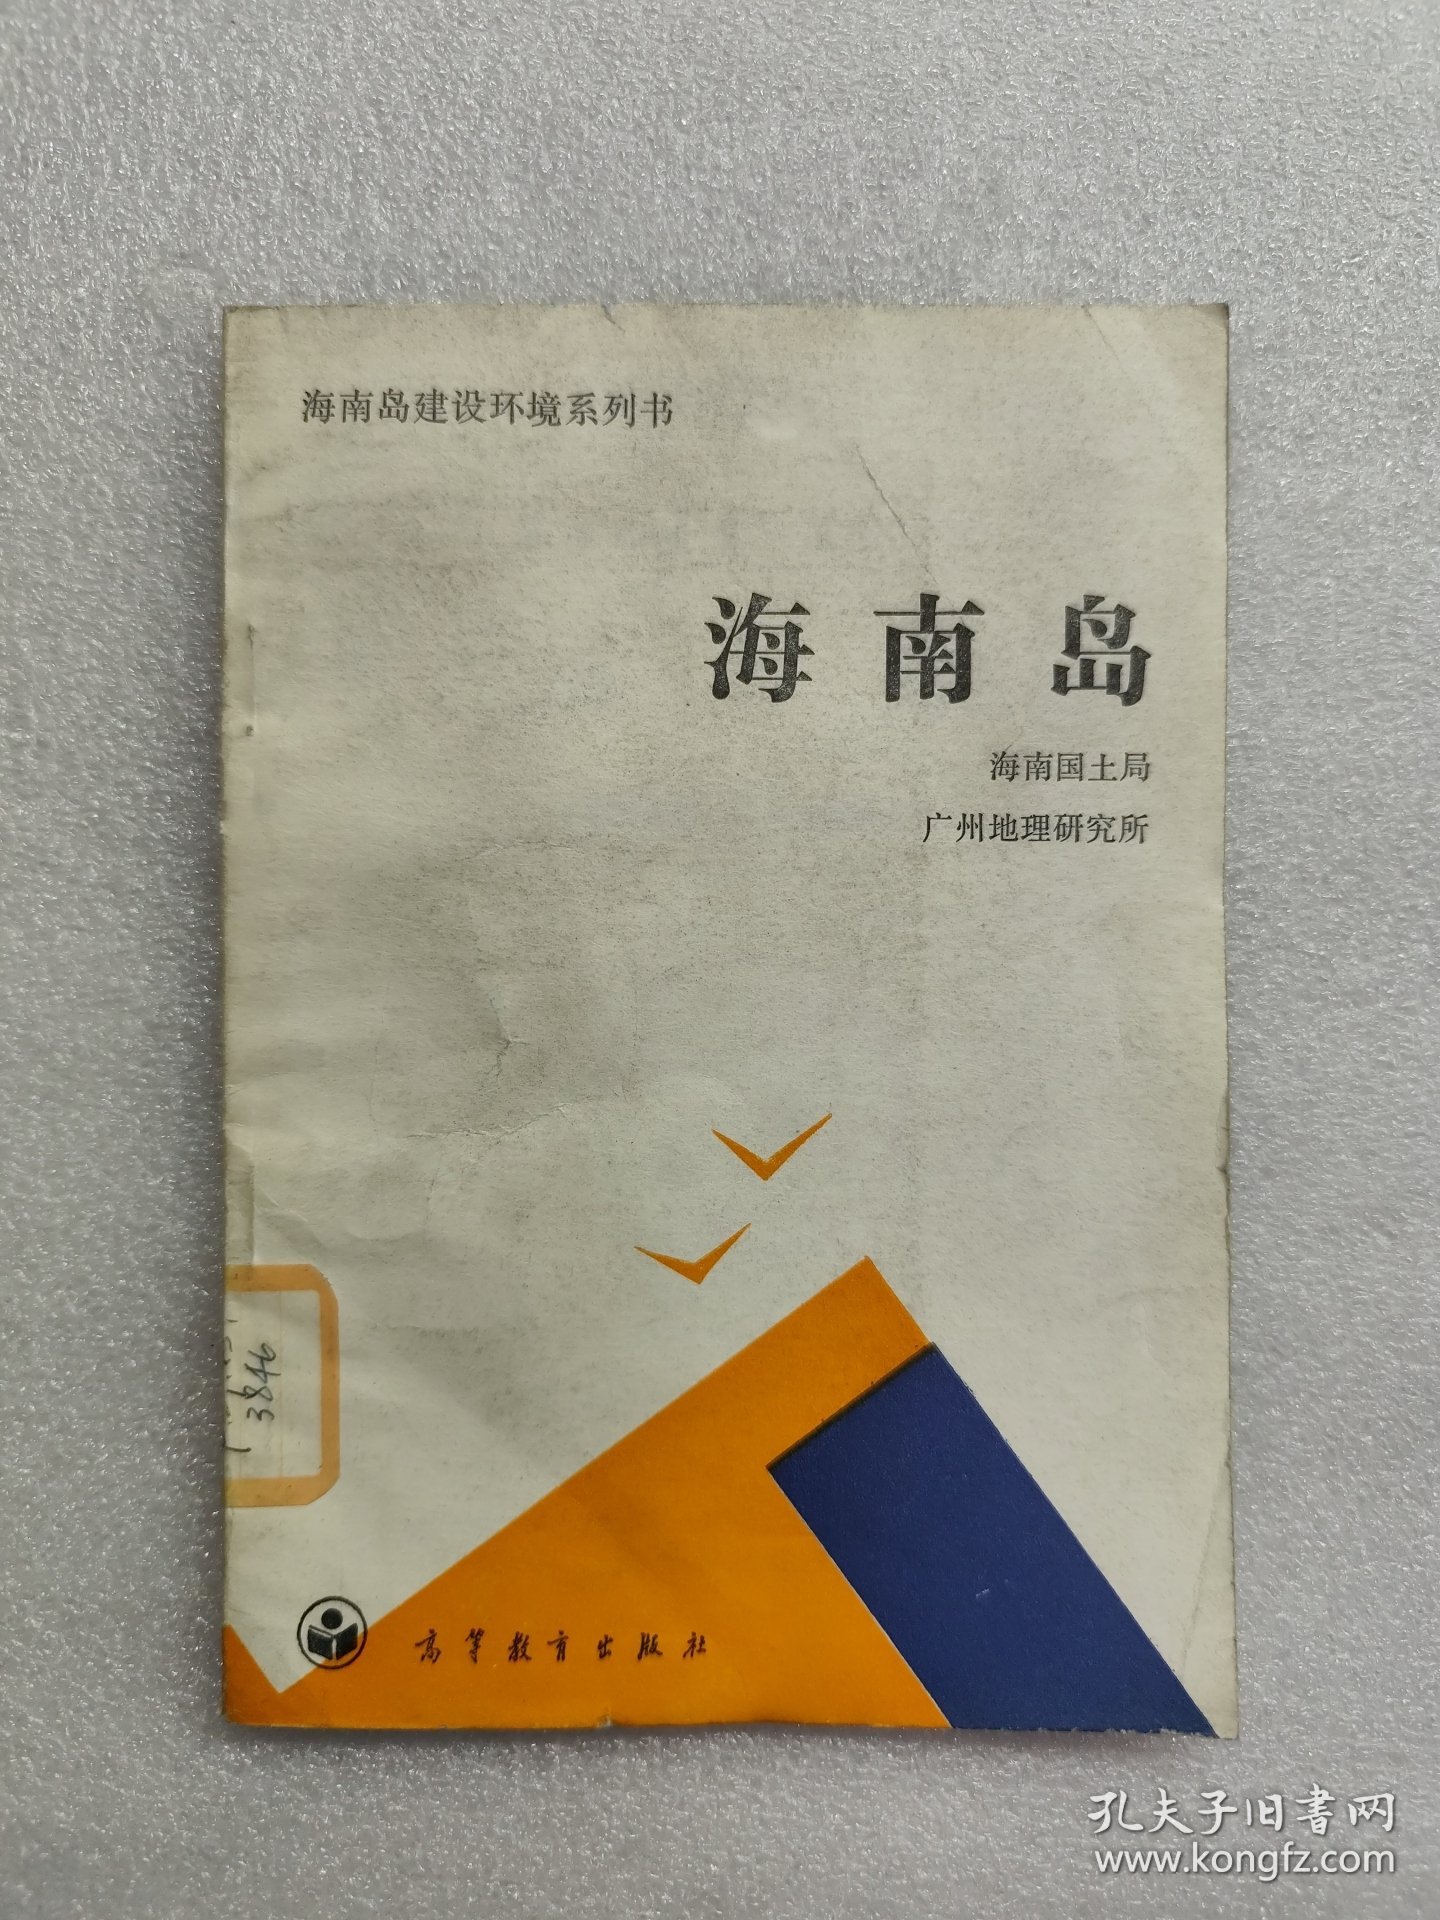 海南岛建设环境系列书
海南岛
海南国土局
广州地理研究所
3846
高等教育出版社
孔夫子旧书网
www.kongfz.com